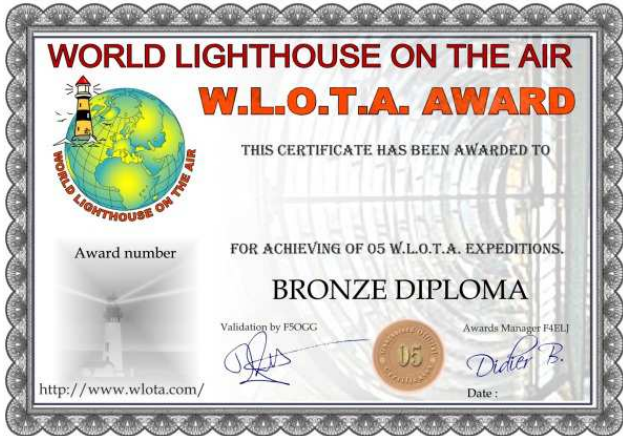 WORLD LIGHTHOUSE ON THE AIR
W.L.O.T.A. AWARD
WORLD LIGHTHOUSE ON THE AIR
THIS CERTIFICATE HAS BEEN AWARDED TO
FOR ACHIEVING OF 05 W.L.O.T.A. EXPEDITIONS.
Award number
BRONZE DIPLOMA
Validation by F5OGG
Awards Manager F4ELJ
05
Didier B.
http://www.wlota.com/
Date :